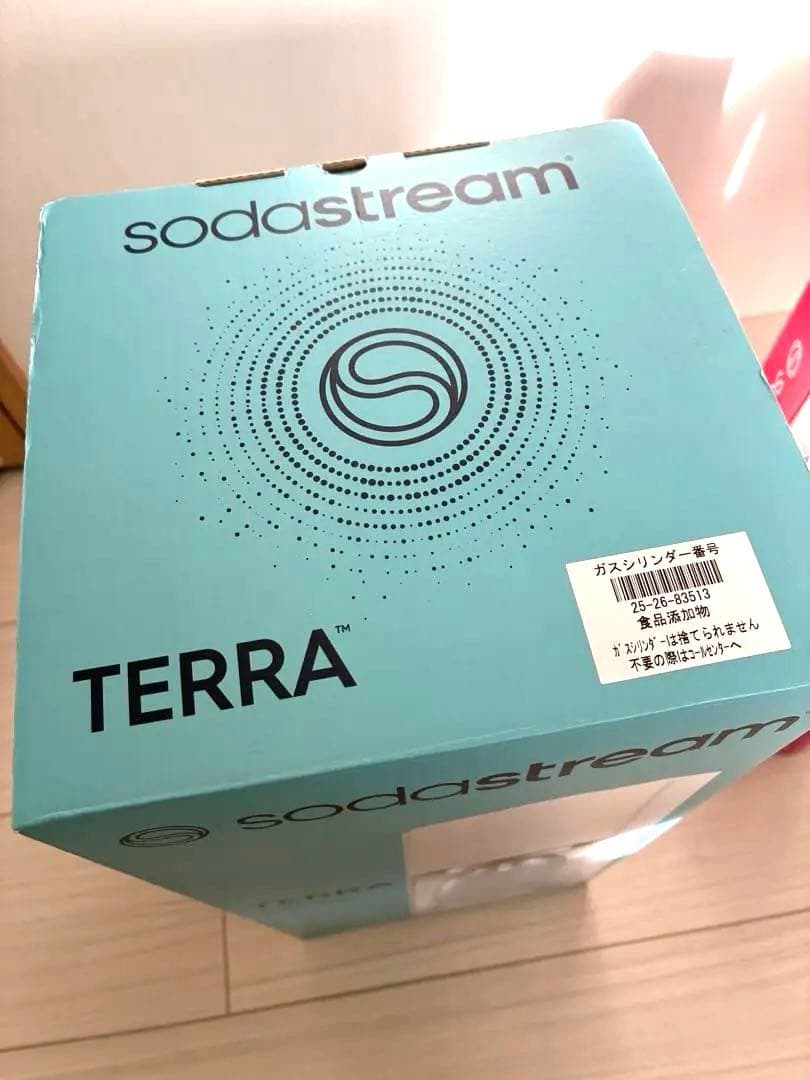 sodastream®
TERRA™
ガスシリンダー番号
25-26-83513
食品添加物
ガスシリンダーは捨てられません
不要の際はコールセンターへ
sodastream™
TERRA